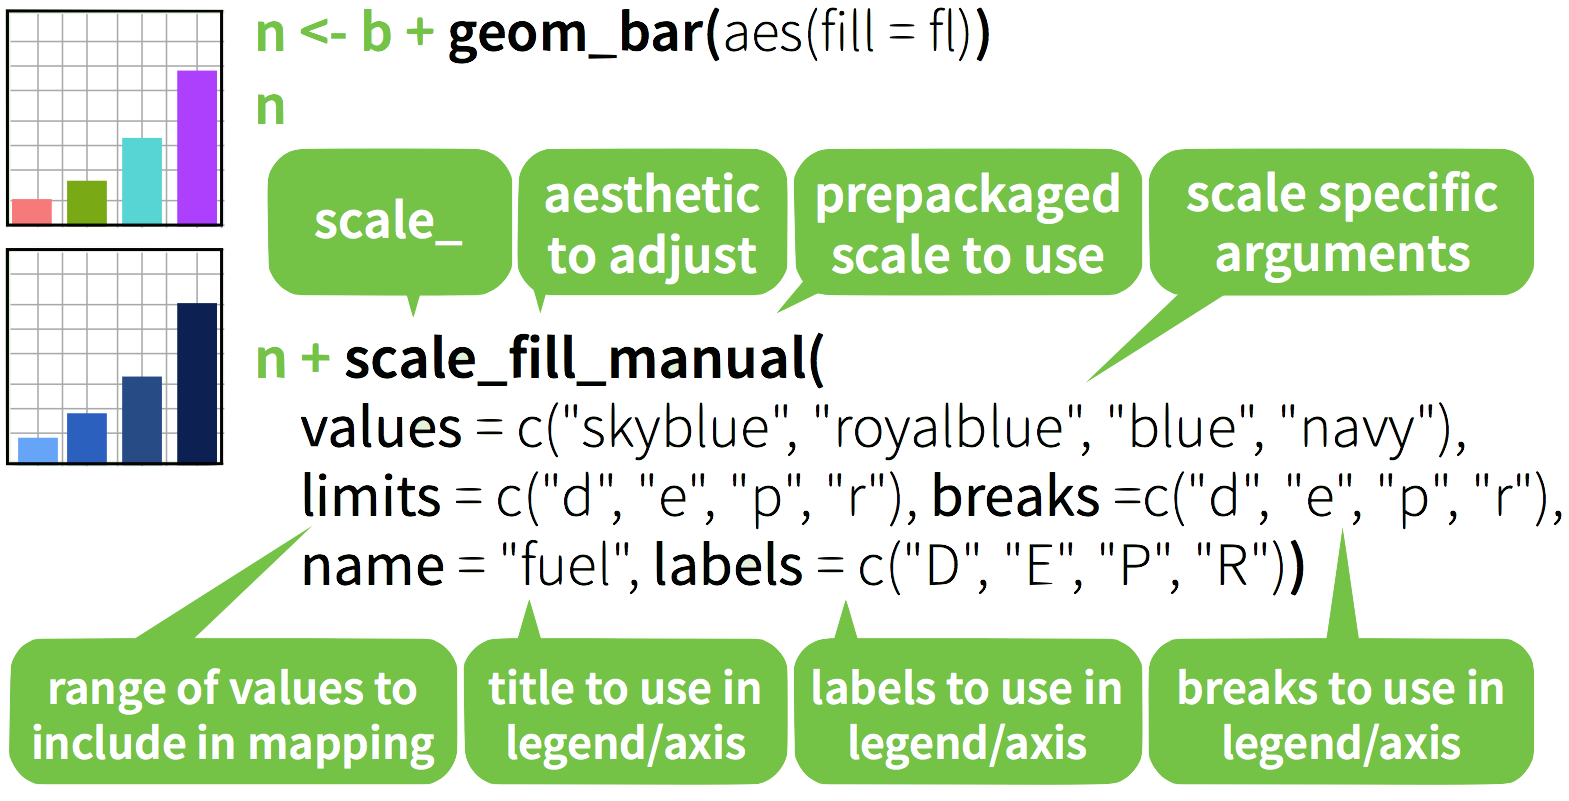 n <- b + geom_bar(aes(fill = fl))
n
scale_
aesthetic
to adjust
prepackaged
scale to use
scale specific
arguments
n + scale_fill_manual(
values = c("skyblue", "royalblue", "blue", "navy"),
limits = c("d", "e", "p", "r"), breaks =c("d", "e", "p", "r"),
name = "fuel", labels = c("D", "E", "P", "R"))
range of values to
include in mapping
title to use in
legend/axis
labels to use in
legend/axis
breaks to use in
legend/axis